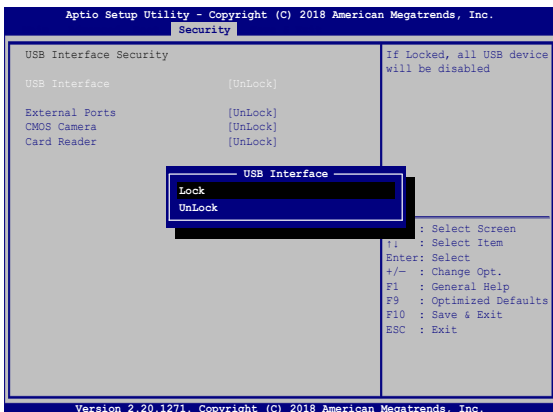 Aptio Setup Utility - Copyright (C) 2018 American Megatrends, Inc.
Security
USB Interface Security
USB Interface [UnLock]
External Ports [UnLock]
CMOS Camera [UnLock]
Card Reader [UnLock]
If Locked, all USB device
will be disabled
USB Interface
Lock
UnLock
: Select Screen
↑↓ : Select Item
Enter: Select
+/— : Change Opt.
F1 : General Help
F9 : Optimized Defaults
F10 : Save & Exit
ESC : Exit
Version 2.20.1271. Copyright (C) 2018 American Megatrends, Inc.